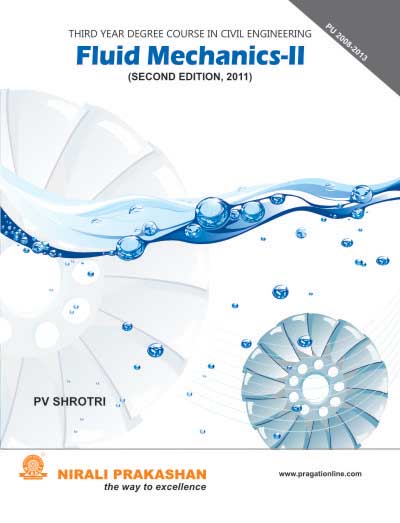 THIRD YEAR DEGREE COURSE IN CIVIL ENGINEERING
PU 2008-2013
Fluid Mechanics-II
(SECOND EDITION, 2011)
PV SHROTRI
NIRALI PRAKASHAN
the way to excellence
www.pragationline.com